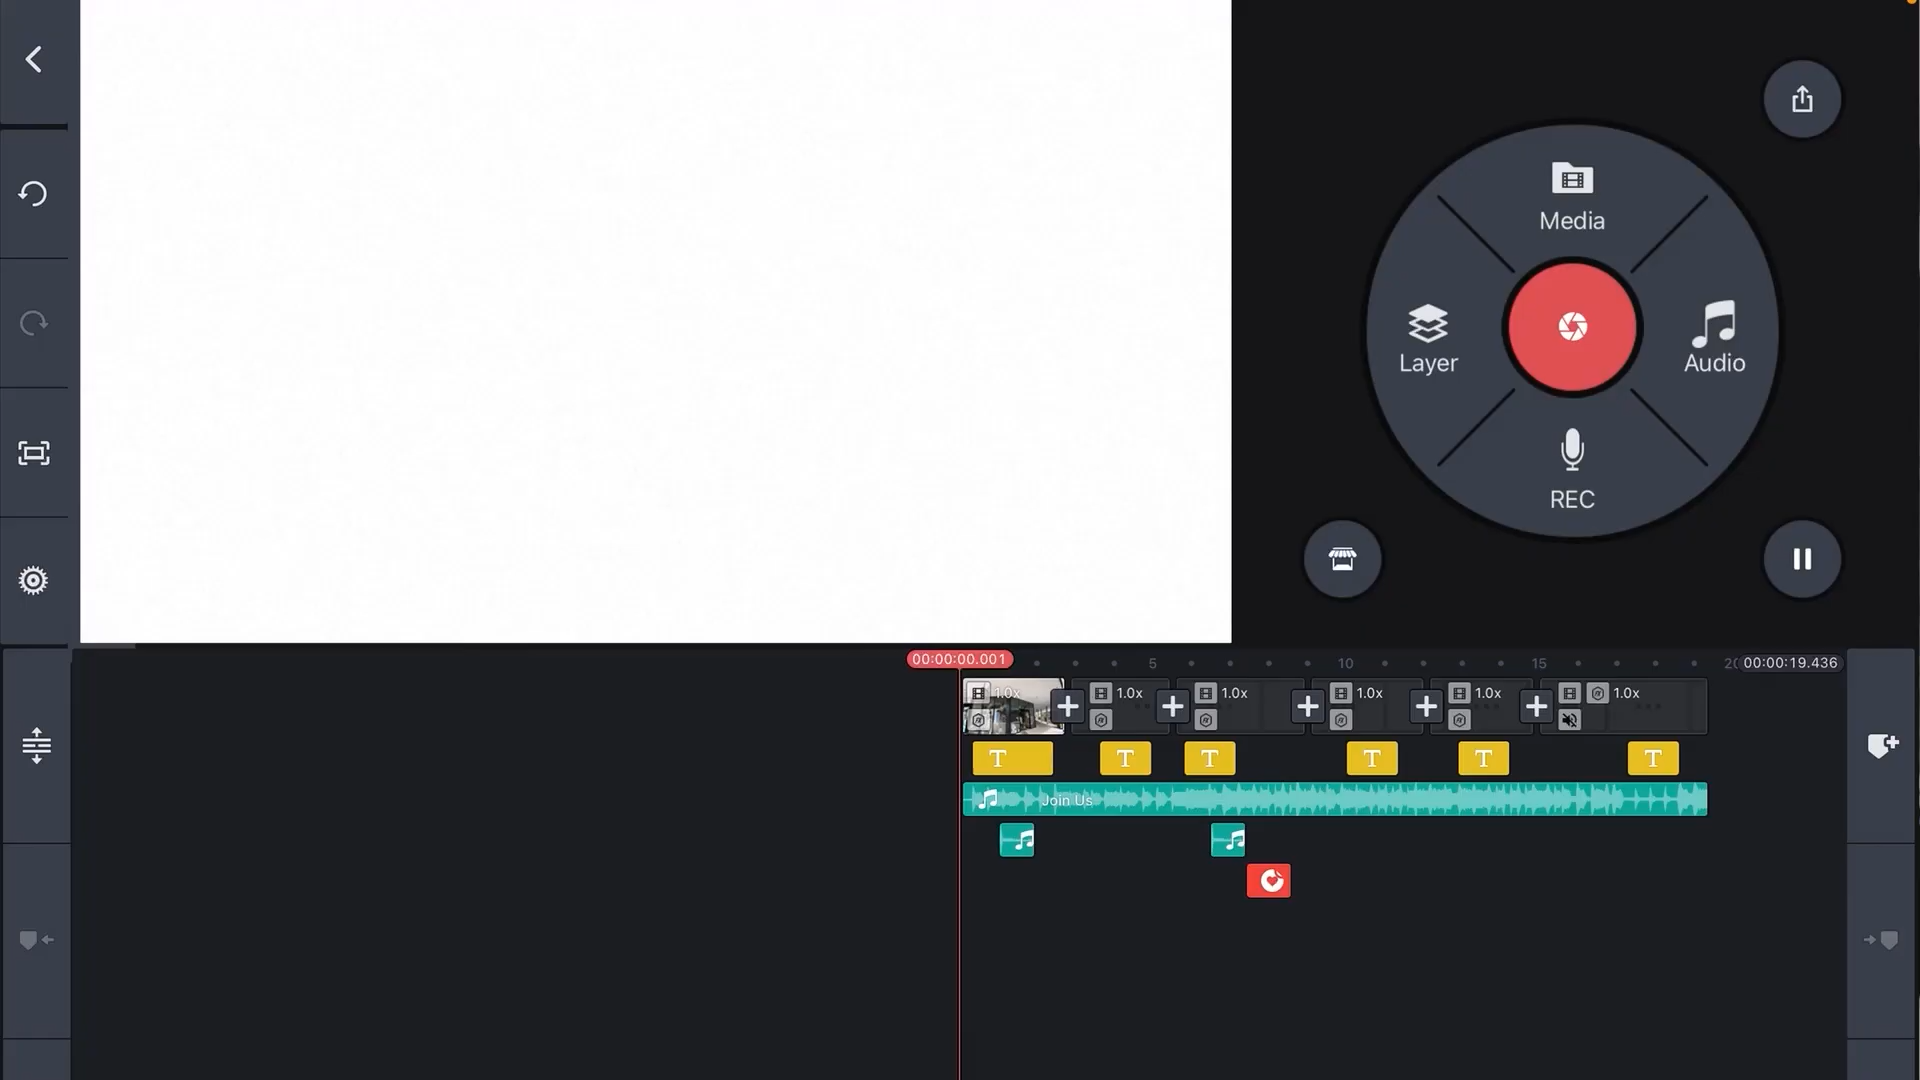 Media
Layer
Audio
REC
00:00:00.001
5
10
15
20
00:00:19.436
1.0x
1.0x
1.0x
1.0x
1.0x
1.0x
T
T
T
T
T
T
Join Us